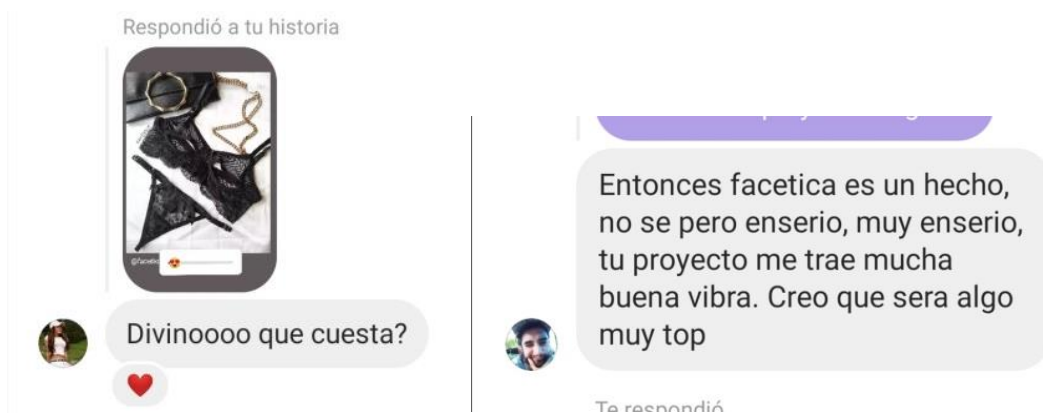 Respondió a tu historia
Divinoooo que cuesta?
Entonces facetica es un hecho,
no se pero enserio, muy enserio,
tu proyecto me trae mucha
buena vibra. Creo que sera algo
muy top
Te respondió